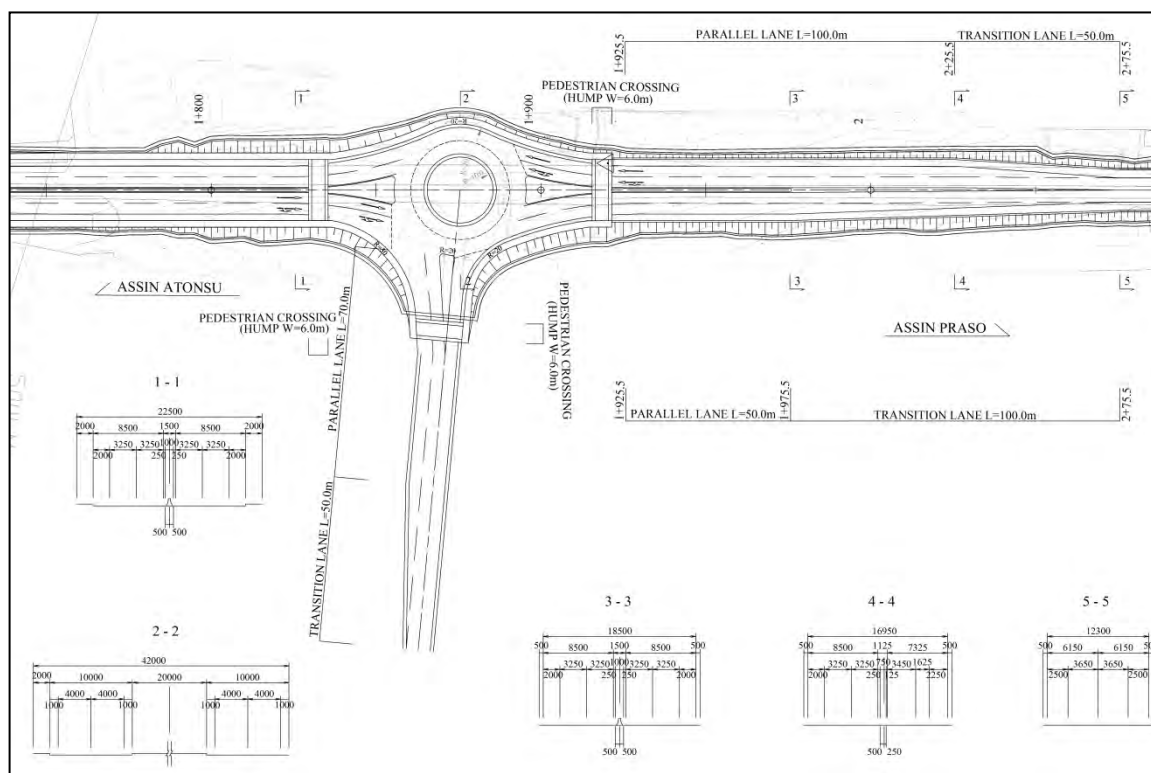 PARALLEL LANE L=100.0m
TRANSITION LANE L=50.0m
1+925.5
2+25.5
2+75.5
PEDESTRIAN CROSSING
(HUMP W=6.0m)
1+800
1
2
1+900
3
2
4
5
R=20
R=20
R=20
1
3
4
5
ASSIN ATONSU
PEDESTRIAN CROSSING
(HUMP W=6.0m)
PEDESTRIAN CROSSING
(HUMP W=6.0m)
ASSIN PRASO
PARALLEL LANE L=70.0m
TRANSITION LANE L=50.0m
1+925.5
1+975.5
2+75.5
PARALLEL LANE L=50.0m
TRANSITION LANE L=100.0m
1 - 1
22500
2000 8500 1500 8500 2000
1000
3250 3250 3250 3250
2000 250 250 2000
500 500
2 - 2
42000
2000 10000 20000 10000
4000 4000 4000 4000
1000 1000 1000 1000
3 - 3
18500
500 8500 1500 8500 500
3250 3250 1000 3250 3250
2000 250 250 2000
500 500
4 - 4
16950
500 8500 1125 7325 500
3250 3250 750 3450 1625
2000 250 125 2250
500 250
5 - 5
12300
500 6150 6150
3650 3650
2500 2500